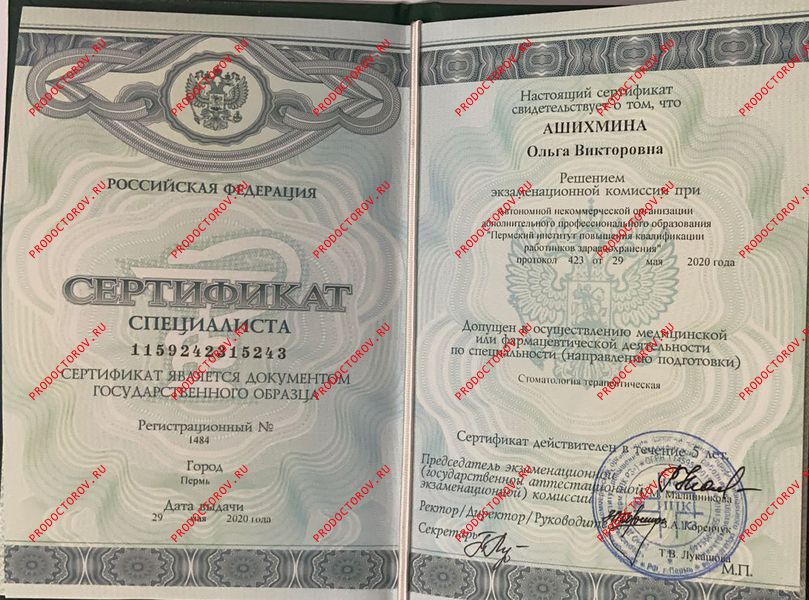 РОССИЙСКАЯ ФЕДЕРАЦИЯ
СЕРТИФИКАТ
СПЕЦИАЛИСТА
1159242315243
СЕРТИФИКАТ ЯВЛЯЕТСЯ ДОКУМЕНТОМ
ГОСУДАРСТВЕННОГО ОБРАЗЦА
Регистрационный №
1484
Город
Пермь
Дата выдачи
29 мая 2020 года
Настоящий сертификат
свидетельствует о том, что
АШИХМИНА
Ольга Викторовна
Решением
экзаменационной комиссии при
автономной некоммерческой организации
дополнительного профессионального образования
"Пермский институт повышения квалификации
работников здравоохранения"
протокол 423 от 29 мая 2020 года
Допущен к осуществлению медицинской
или фармацевтической деятельности
по специальности (направлению подготовки)
Стоматология терапевтическая
Сертификат действителен в течение 5 лет.
Председатель экзаменационной
(государственной аттестационной,
экзаменационной) комиссии
М. Малинникова
Ректор/Директор/Руководитель
А.Коренчук
Секретарь
Т.В. Лукашова
М.П.
PRODOCTOROV.RU